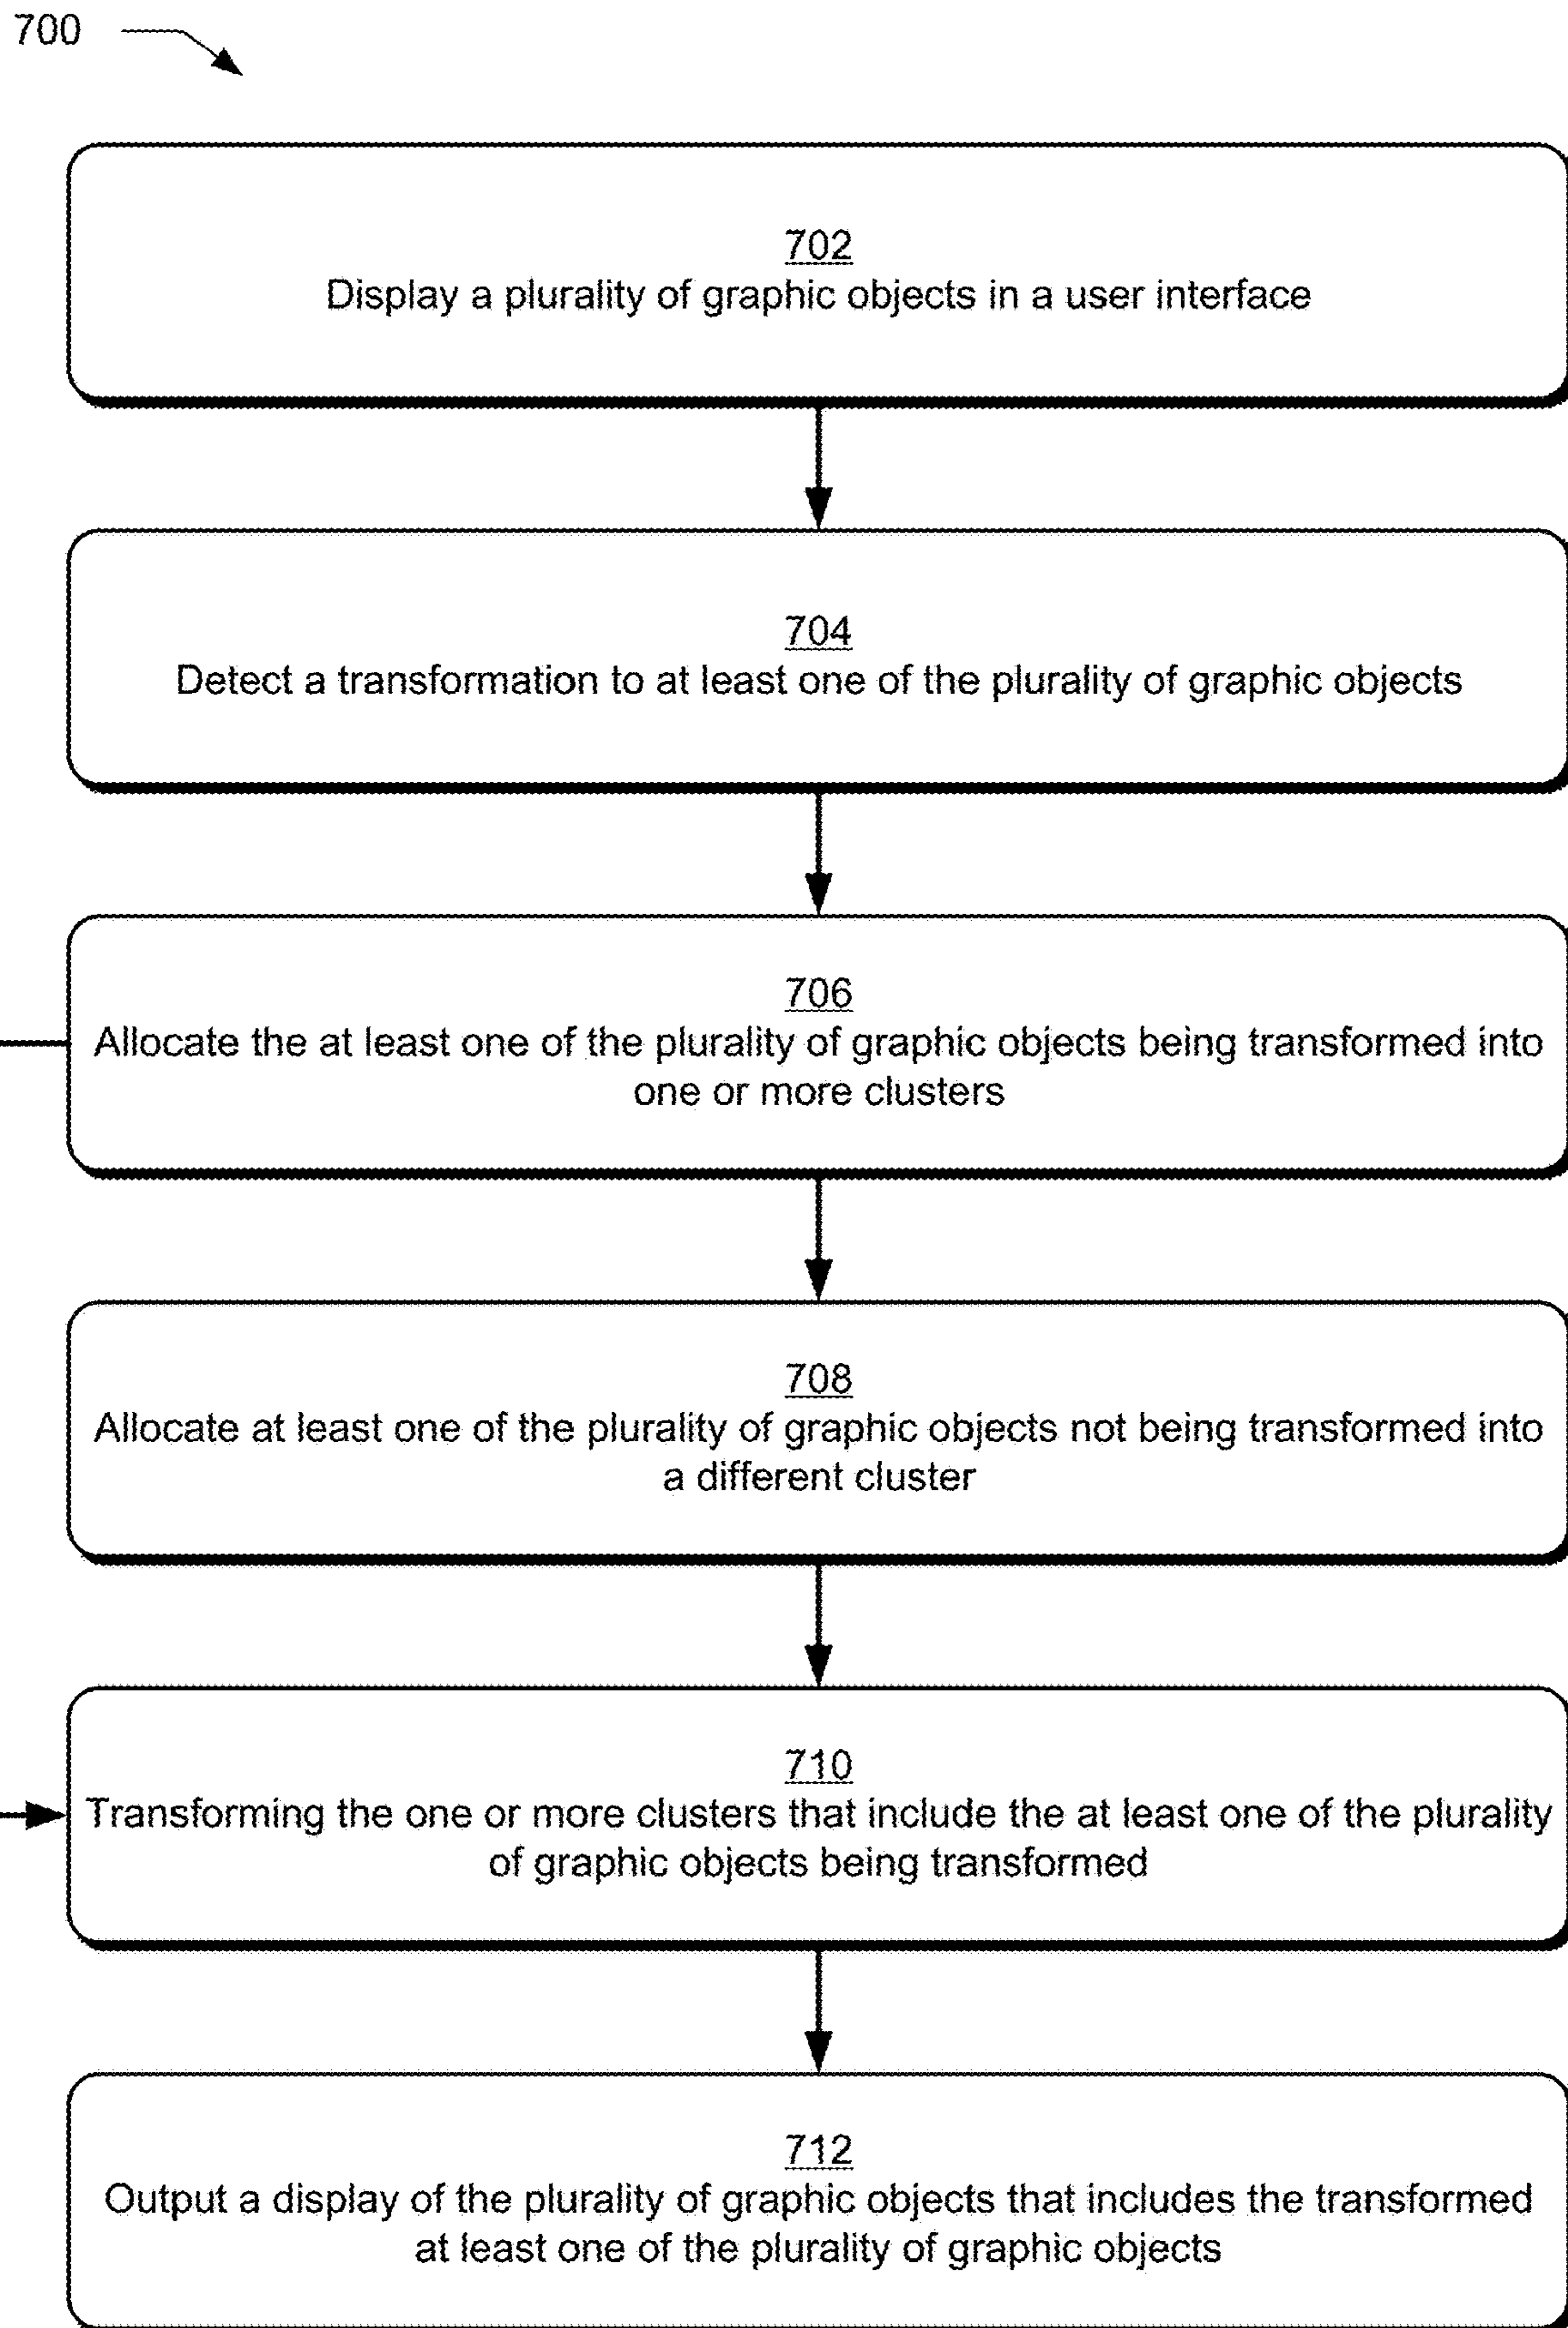 700
702
Display a plurality of graphic objects in a user interface
704
Detect a transformation to at least one of the plurality of graphic objects
706
Allocate the at least one of the plurality of graphic objects being transformed into
one or more clusters
708
Allocate at least one of the plurality of graphic objects not being transformed into
a different cluster
710
Transforming the one or more clusters that include the at least one of the plurality
of graphic objects being transformed
712
Output a display of the plurality of graphic objects that includes the transformed
at least one of the plurality of graphic objects